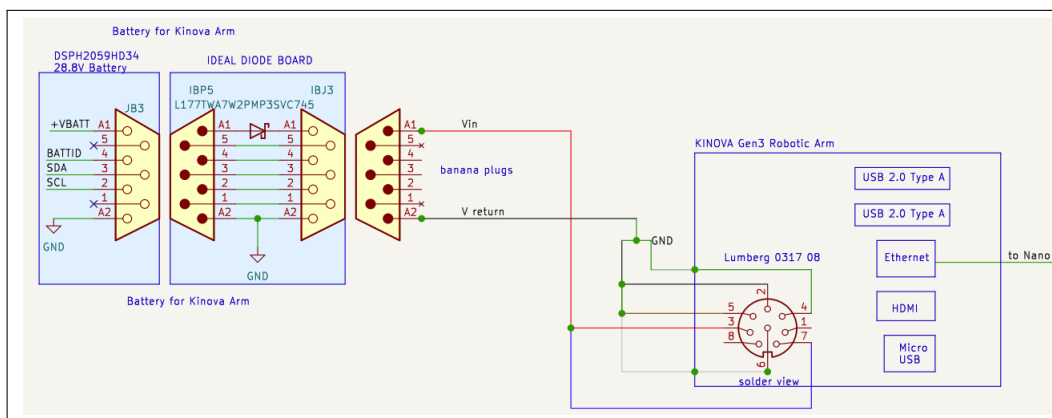 Battery for Kinova Arm
DSPH2059HD34
28.8V Battery
IDEAL DIODE BOARD
JB3
IBP5
IBJ3
L177TWA7W2PMP3SVC745
+VBATT
A1
5
BATTID
4
SDA
3
SCL
2
1
A2
GND
A1
5
4
3
2
1
A2
GND
A1
5
4
3
2
1
A2
A1
5
4
3
2
1
A2
Vin
banana plugs
V return
GND
KINOVA Gen3 Robotic Arm
USB 2.0 Type A
USB 2.0 Type A
Ethernet
to Nano
HDMI
Micro
USB
Lumberg 0317 08
2
5
4
3
1
8
7
6
solder view
Battery for Kinova Arm